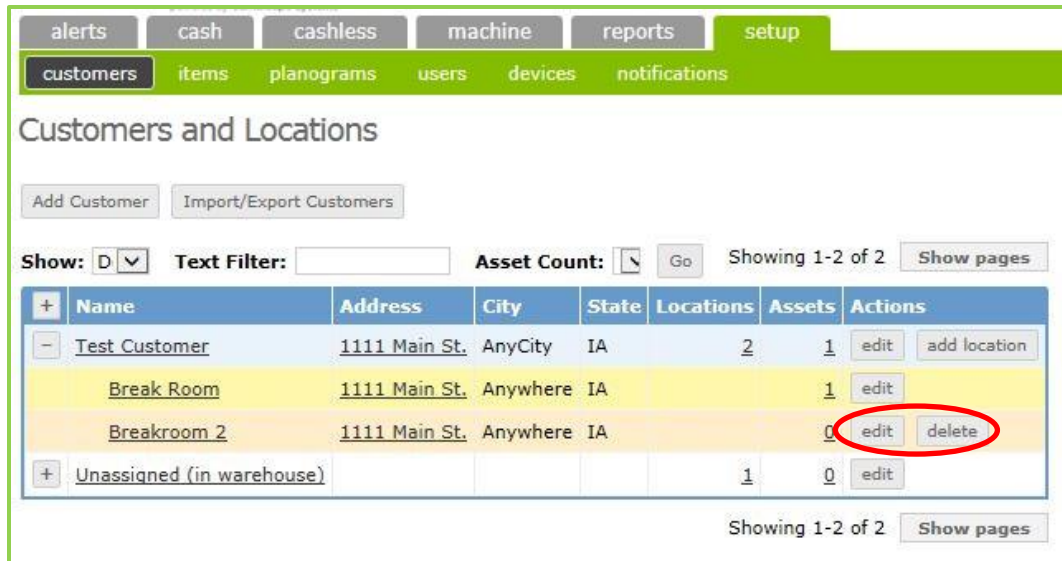 alerts cash cashless machine reports setup
customers items planograms users devices notifications
Customers and Locations
Add Customer Import/Export Customers
Show: D Text Filter: Asset Count: Go Showing 1-2 of 2 Show pages
+ Name Address City State Locations Assets Actions
- Test Customer 1111 Main St. AnyCity IA 2 1 edit add location
Break Room 1111 Main St. Anywhere IA 1 edit
Breakroom 2 1111 Main St. Anywhere IA 0 edit delete
+ Unassigned (in warehouse) 1 0 edit
Showing 1-2 of 2 Show pages